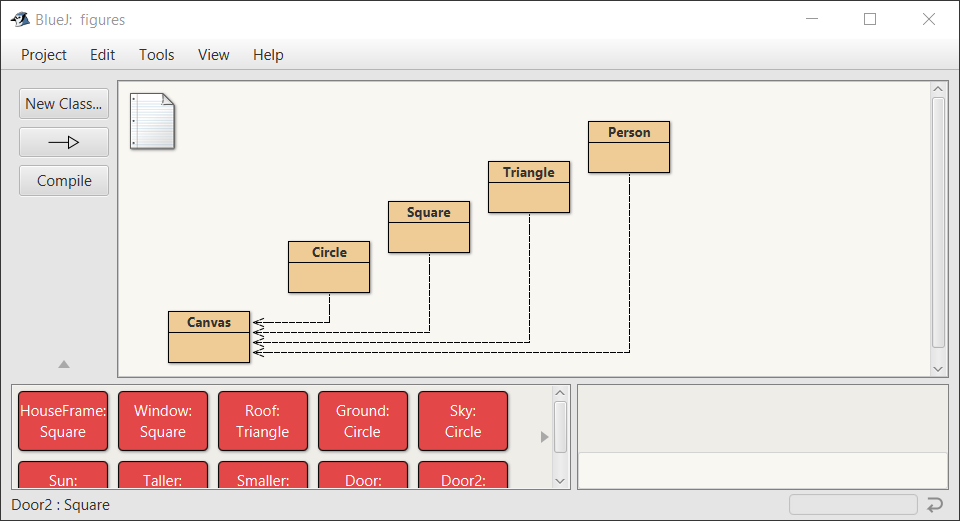 BlueJ: figures
Project Edit Tools View Help
New Class...
Compile
Person
Triangle
Square
Circle
Canvas
HouseFrame:
Square
Window:
Square
Roof:
Triangle
Ground:
Circle
Sky:
Circle
Sun:
Taller:
Smaller:
Door:
Door2:
Door2 : Square